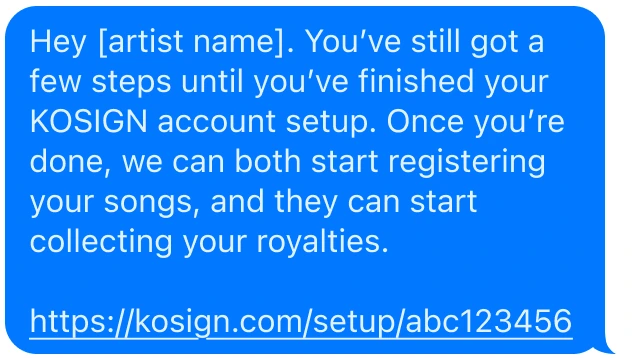 Hey [artist name]. You’ve still got a
few steps until you’ve finished your
KOSIGN account setup. Once you’re
done, we can both start registering
your songs, and they can start
collecting your royalties.
https://kosign.com/setup/abc123456